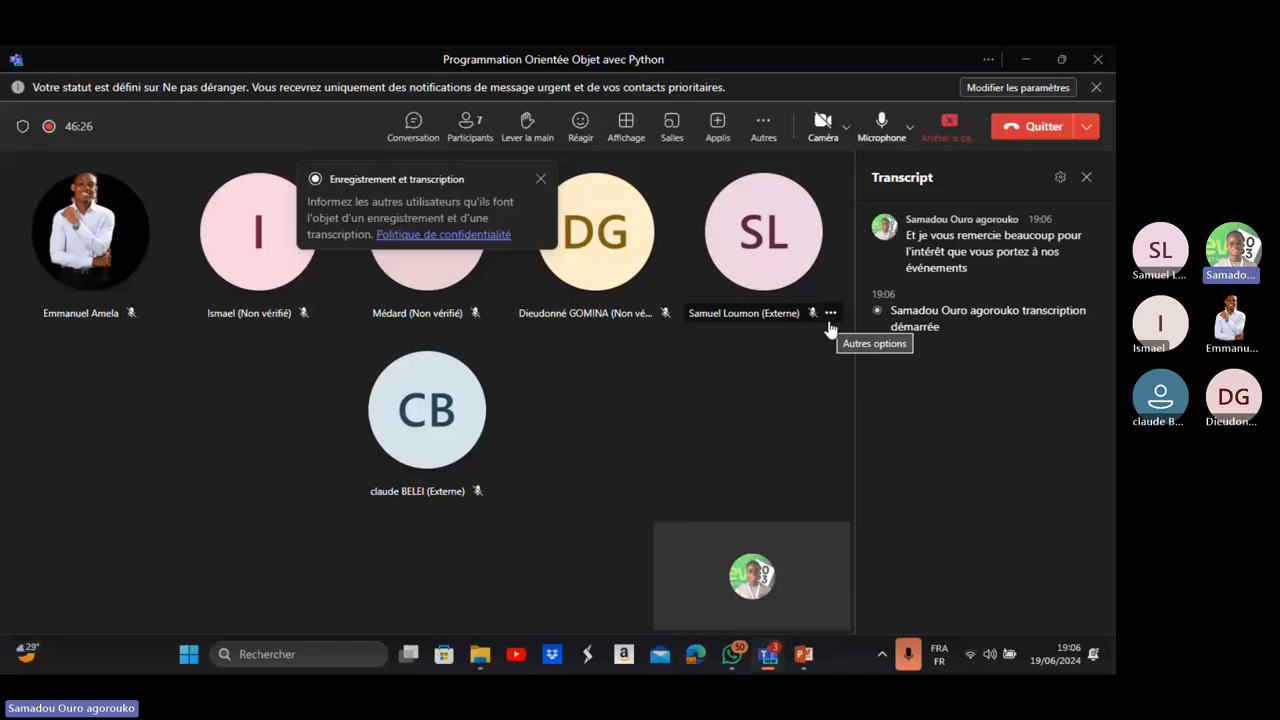 Programmation Orientée Objet avec Python
Votre statut est défini sur Ne pas déranger. Vous recevrez uniquement des notifications de message urgent et de vos contacts prioritaires.
Modifier les paramètres
46:26
Conversation
Participants
7
Lever la main
Réagir
Affichage
Salles
Applis
Autres
Caméra
Microphone
Arrêter le pa...
Quitter
Enregistrement et transcription
Informez les autres utilisateurs qu'ils font
l'objet d'un enregistrement et d'une
transcription. Politique de confidentialité
I
DG
SL
Emmanuel Amela
Ismael (Non vérifié)
Médard (Non vérifié)
Dieudonné GOMINA (Non vé...
Samuel Loumon (Externe)
Autres options
CB
claude BELEI (Externe)
Transcript
Samadou Ouro agorouko 19:06
Et je vous remercie beaucoup pour
l'intérêt que vous portez à nos
événements
19:06
Samadou Ouro agorouko transcription
démarrée
SL
Samuel L...
Samado...
I
Ismael
Emmanu...
claude B...
DG
Dieudon...
29°
Rechercher
50
3
FRA
FR
19:06
19/06/2024
Samadou Ouro agorouko